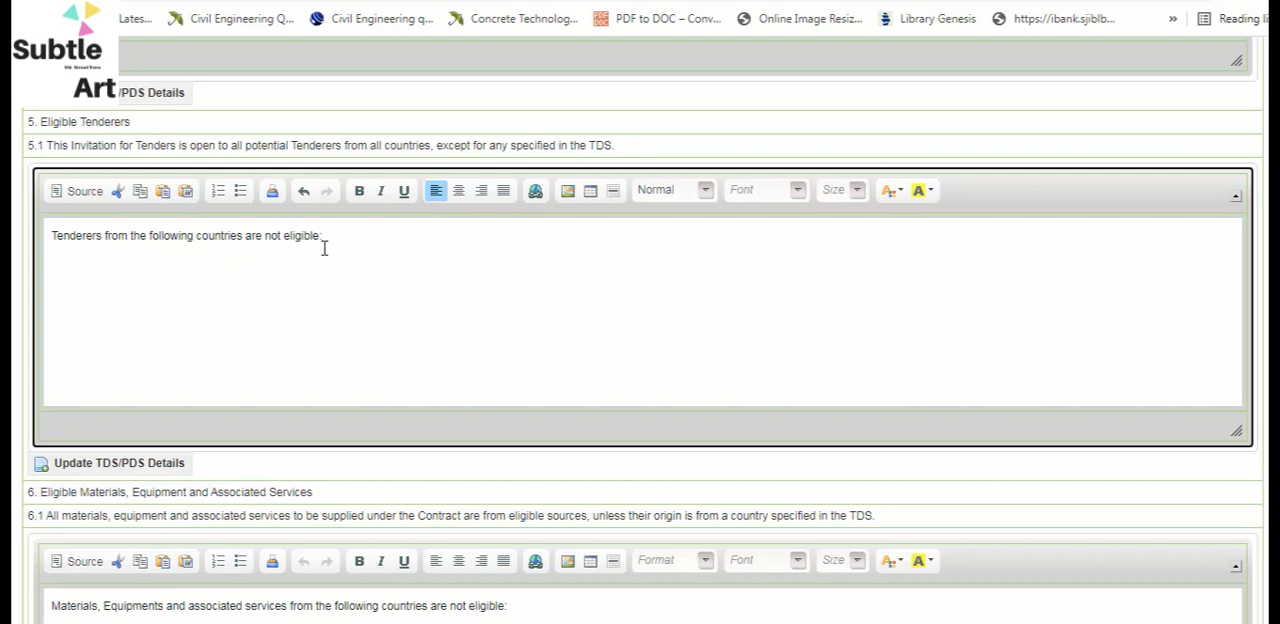 Lates...
Civil Engineering Q...
Civil Engineering q...
Concrete Technolog...
PDF to DOC – Conv...
Online Image Resiz...
Library Genesis
https://ibank.sjiblb...
»
Reading li
Subtle
Art
/PDS Details
5. Eligible Tenderers
5.1 This Invitation for Tenders is open to all potential Tenderers from all countries, except for any specified in the TDS.
Source B I U Normal Font Size A A
Tenderers from the following countries are not eligible:
Update TDS/PDS Details
6. Eligible Materials, Equipment and Associated Services
6.1 All materials, equipment and associated services to be supplied under the Contract are from eligible sources, unless their origin is from a country specified in the TDS.
Source B I U Format Font Size A A
Materials, Equipments and associated services from the following countries are not eligible: